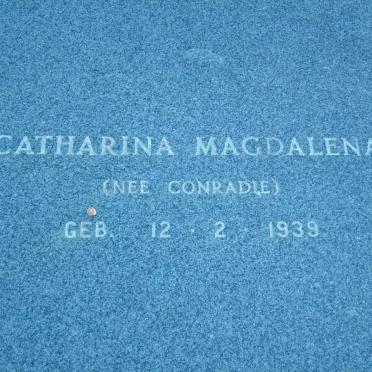 CATHARINA MAGDALENA
(NEE CONRADIE)
GEB. 12 · 2 · 1939